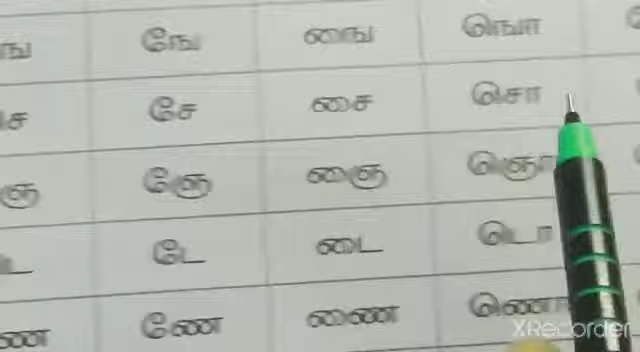 ங‌ே ஙை ஙொ
சே சை சொ
ஞே ஞை ஞொ
டே டை டொ
ணே ணை ணொ
XRecorder